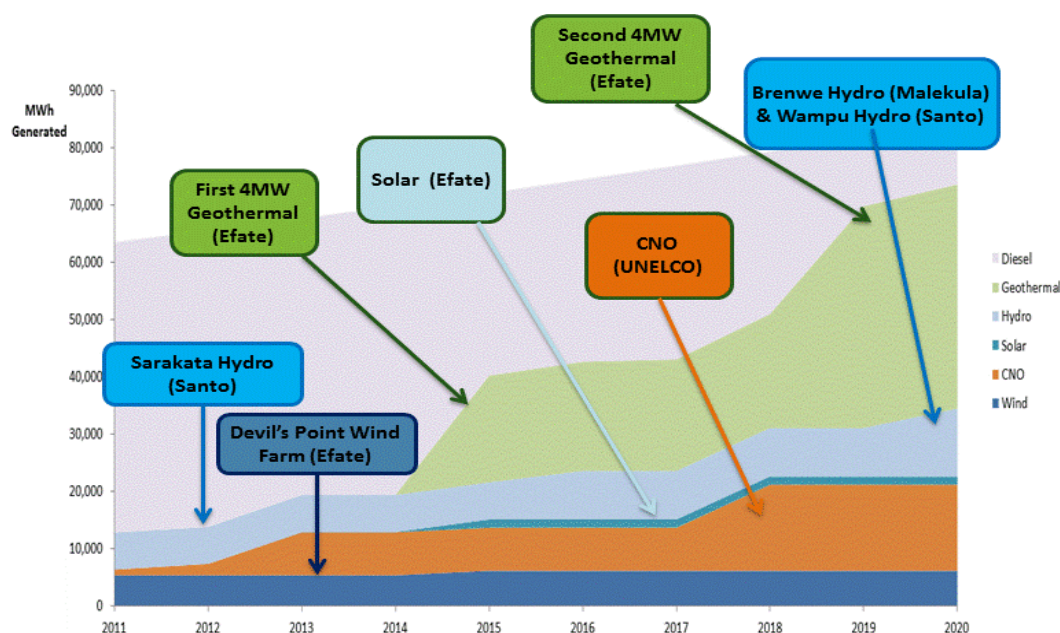 Second 4MW
Geothermal
(Efate)
Brenwe Hydro (Malekula)
& Wampu Hydro (Santo)
First 4MW
Geothermal
(Efate)
Solar (Efate)
CNO
(UNELCO)
Sarakata Hydro
(Santo)
Devil's Point Wind
Farm (Efate)
MWh
Generated
90,000
80,000
70,000
60,000
50,000
40,000
30,000
20,000
10,000
0
2011 2012 2013 2014 2015 2016 2017 2018 2019 2020
Diesel
Geothermal
Hydro
Solar
CNO
Wind